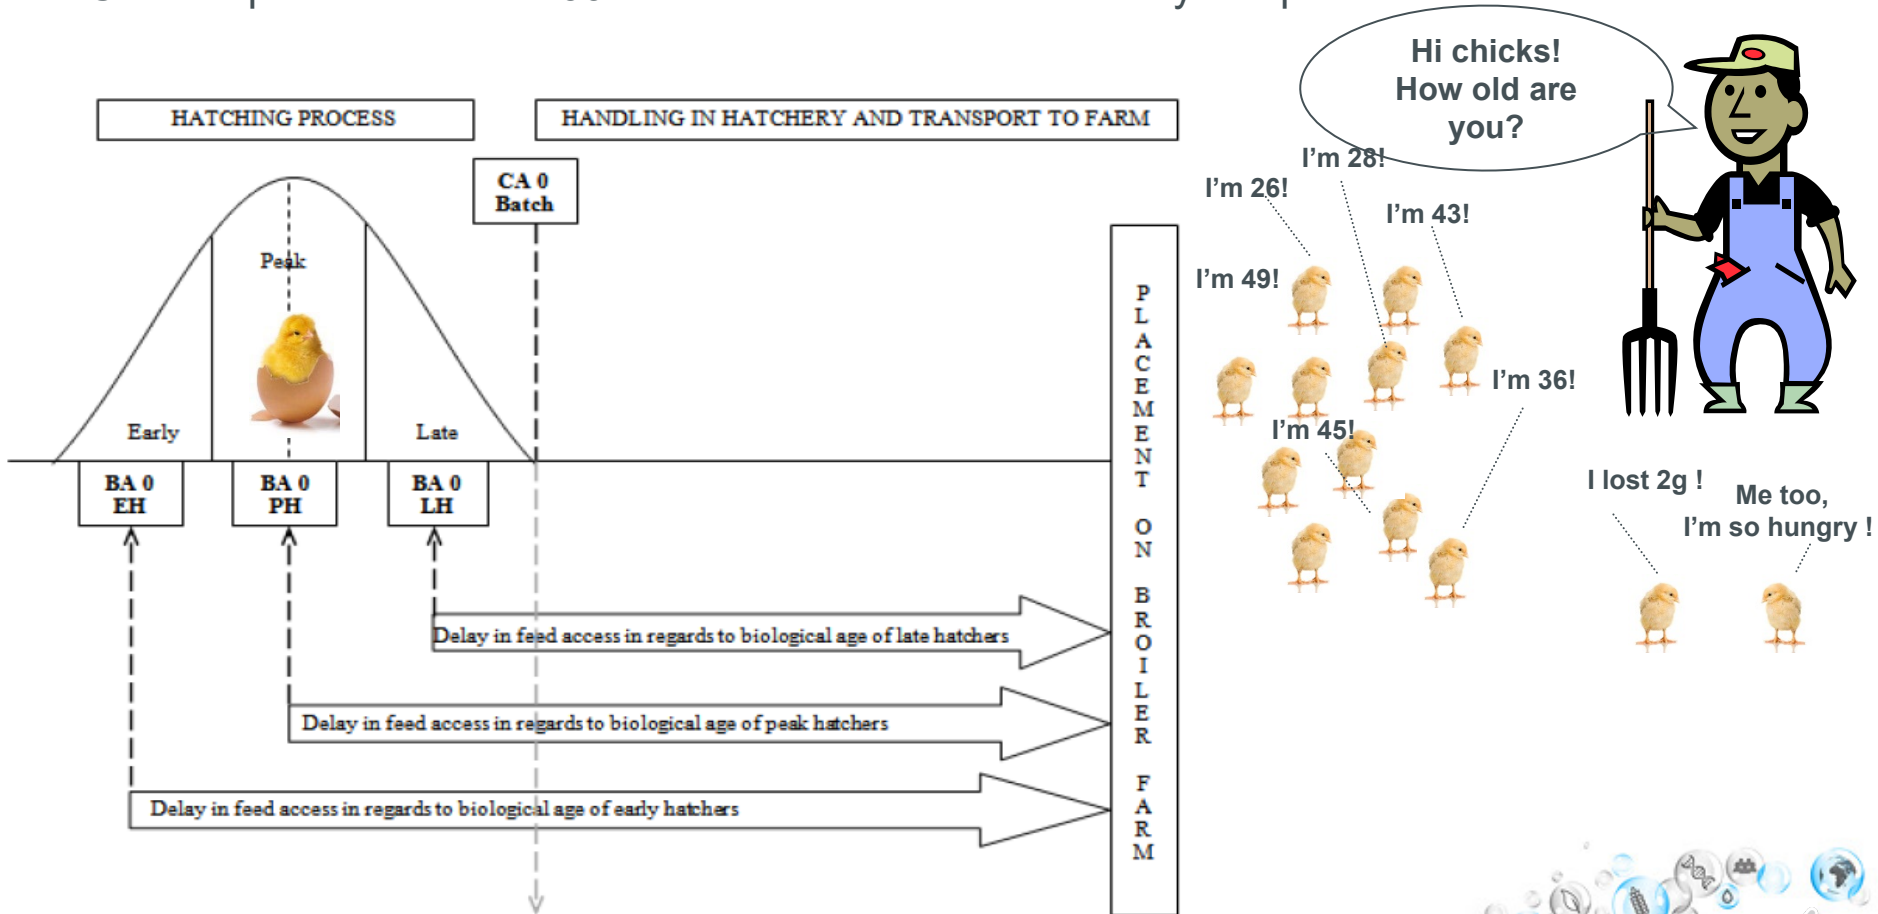 Hi chicks!
How old are
you?
HATCHING PROCESS
HANDLING IN HATCHERY AND TRANSPORT TO FARM
CA 0
Batch
I'm 28!
I'm 26!
I'm 43!
I'm 49!
I'm 36!
I'm 45!
I lost 2g !
Me too,
I'm so hungry !
Peak
Early
Late
BA 0
EH
BA 0
PH
BA 0
LH
Delay in feed access in regards to biological age of late hatchers
Delay in feed access in regards to biological age of peak hatchers
Delay in feed access in regards to biological age of early hatchers
PLACEMENT ON BROILER FARM